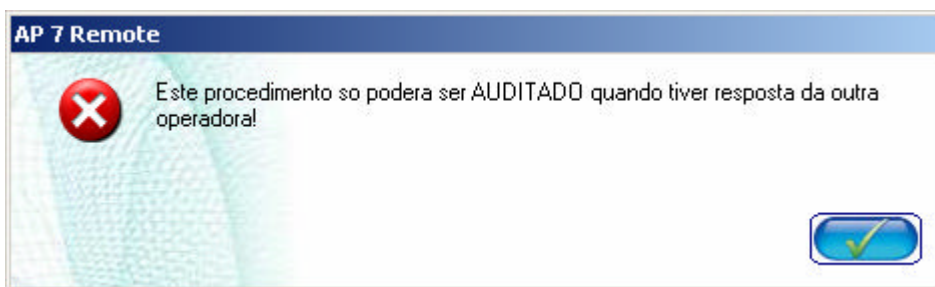 AP 7 Remote
Este procedimento so podera ser AUDITADO quando tiver resposta da outra
operadora!